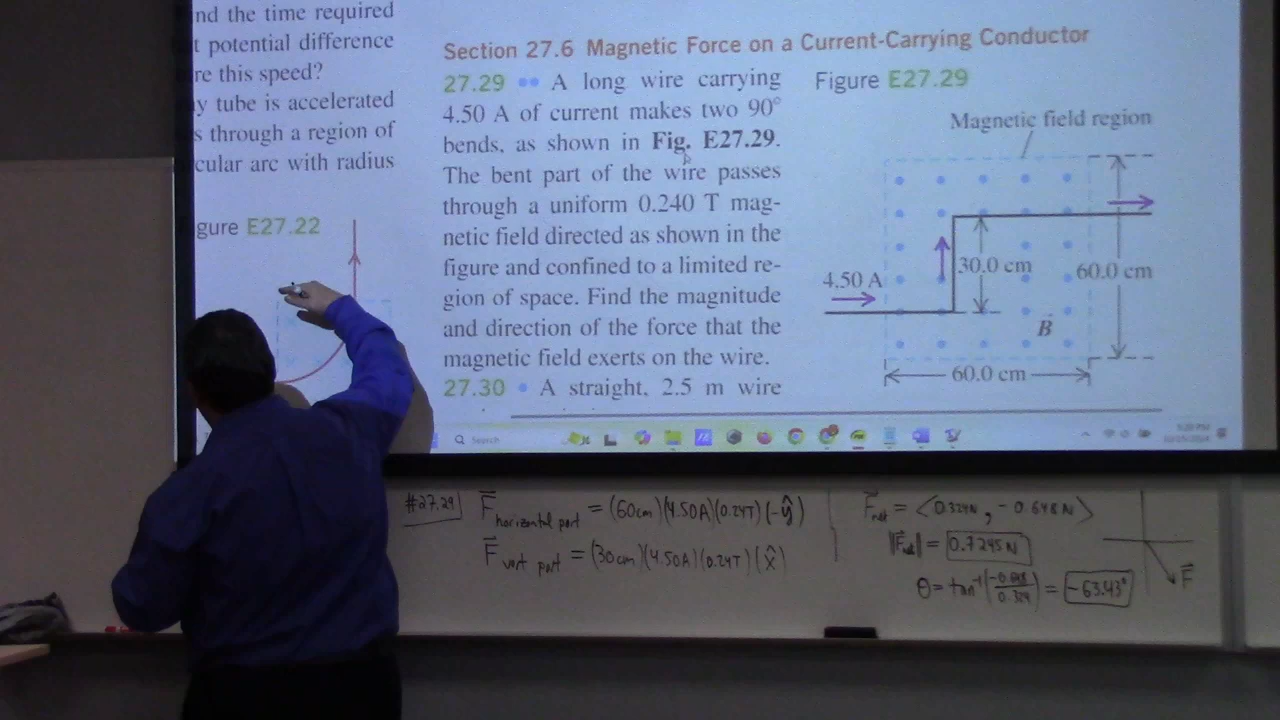 nd the time required
t potential difference
re this speed?
y tube is accelerated
s through a region of
cular arc with radius
gure E27.22
Section 27.6 Magnetic Force on a Current-Carrying Conductor
27.29 •• A long wire carrying
4.50 A of current makes two 90°
bends, as shown in Fig. E27.29.
The bent part of the wire passes
through a uniform 0.240 T mag-
netic field directed as shown in the
figure and confined to a limited re-
gion of space. Find the magnitude
and direction of the force that the
magnetic field exerts on the wire.
27.30 • A straight, 2.5 m wire
Figure E27.29
Magnetic field region
4.50 A
30.0 cm
60.0 cm
B⃗
60.0 cm
Search
#27.29
F⃗ horizontal part = (60cm)(4.50A)(0.24T)(-ŷ)
F⃗ vert part = (30cm)(4.50A)(0.24T)(x̂)
F⃗net = <0.324N, -0.648N>
|F⃗net| = 0.7245N
θ = tan⁻¹(-0.648/0.324) = -63.43°
F⃗